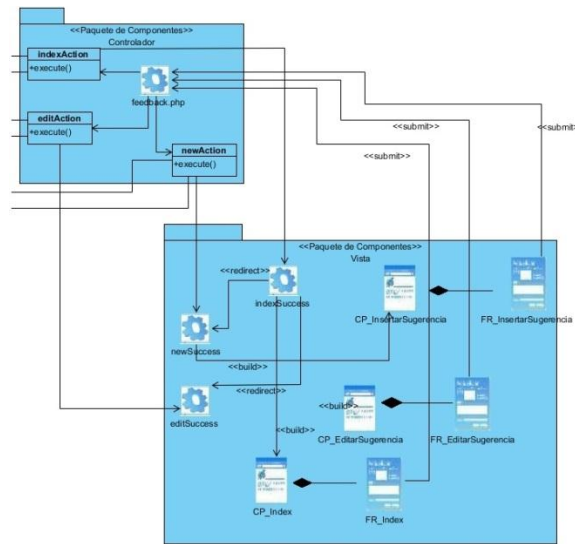 <<Paquete de Componentes>>
Controlador
indexAction
+execute()
feedback.php
editAction
+execute()
newAction
+execute()
<<submit>>
<<submit>>
<<submit>>
<<Paquete de Componentes>>
Vista
<<redirect>>
indexSuccess
CP_InsertarSugerencia
FR_InsertarSugerencia
newSuccess
<<build>>
<<redirect>>
editSuccess
<<build>>
<<build>>
CP_EditarSugerencia
FR_EditarSugerencia
CP_Index
FR_Index